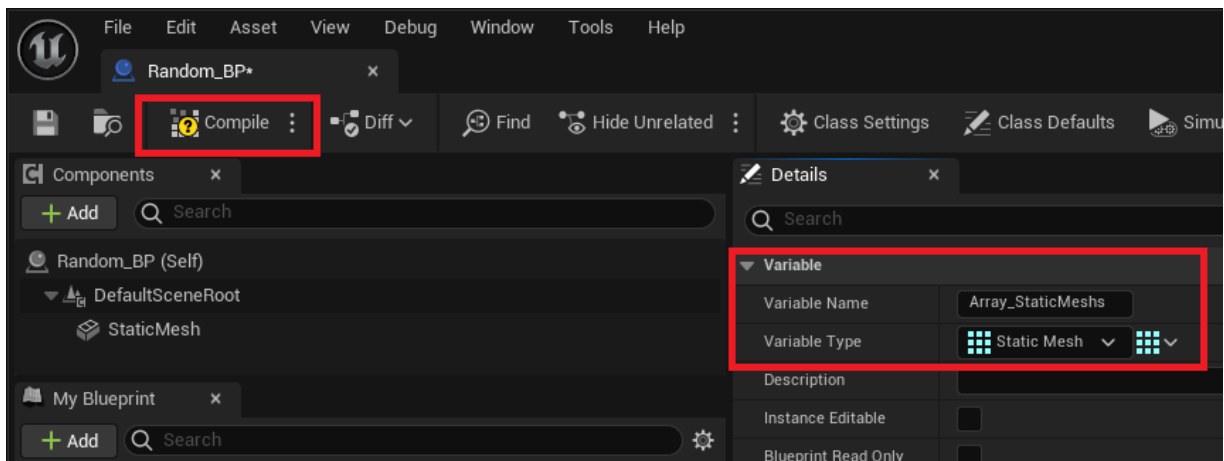 File Edit Asset View Debug Window Tools Help
Random_BP*
Compile Diff Find Hide Unrelated Class Settings Class Defaults Simu
Components
Details
Add Search
Search
Random_BP (Self)
Variable
DefaultSceneRoot
Variable Name Array_StaticMeshs
StaticMesh
Variable Type Static Mesh
Description
My Blueprint
Instance Editable
Add Search
Blueprint Read Only